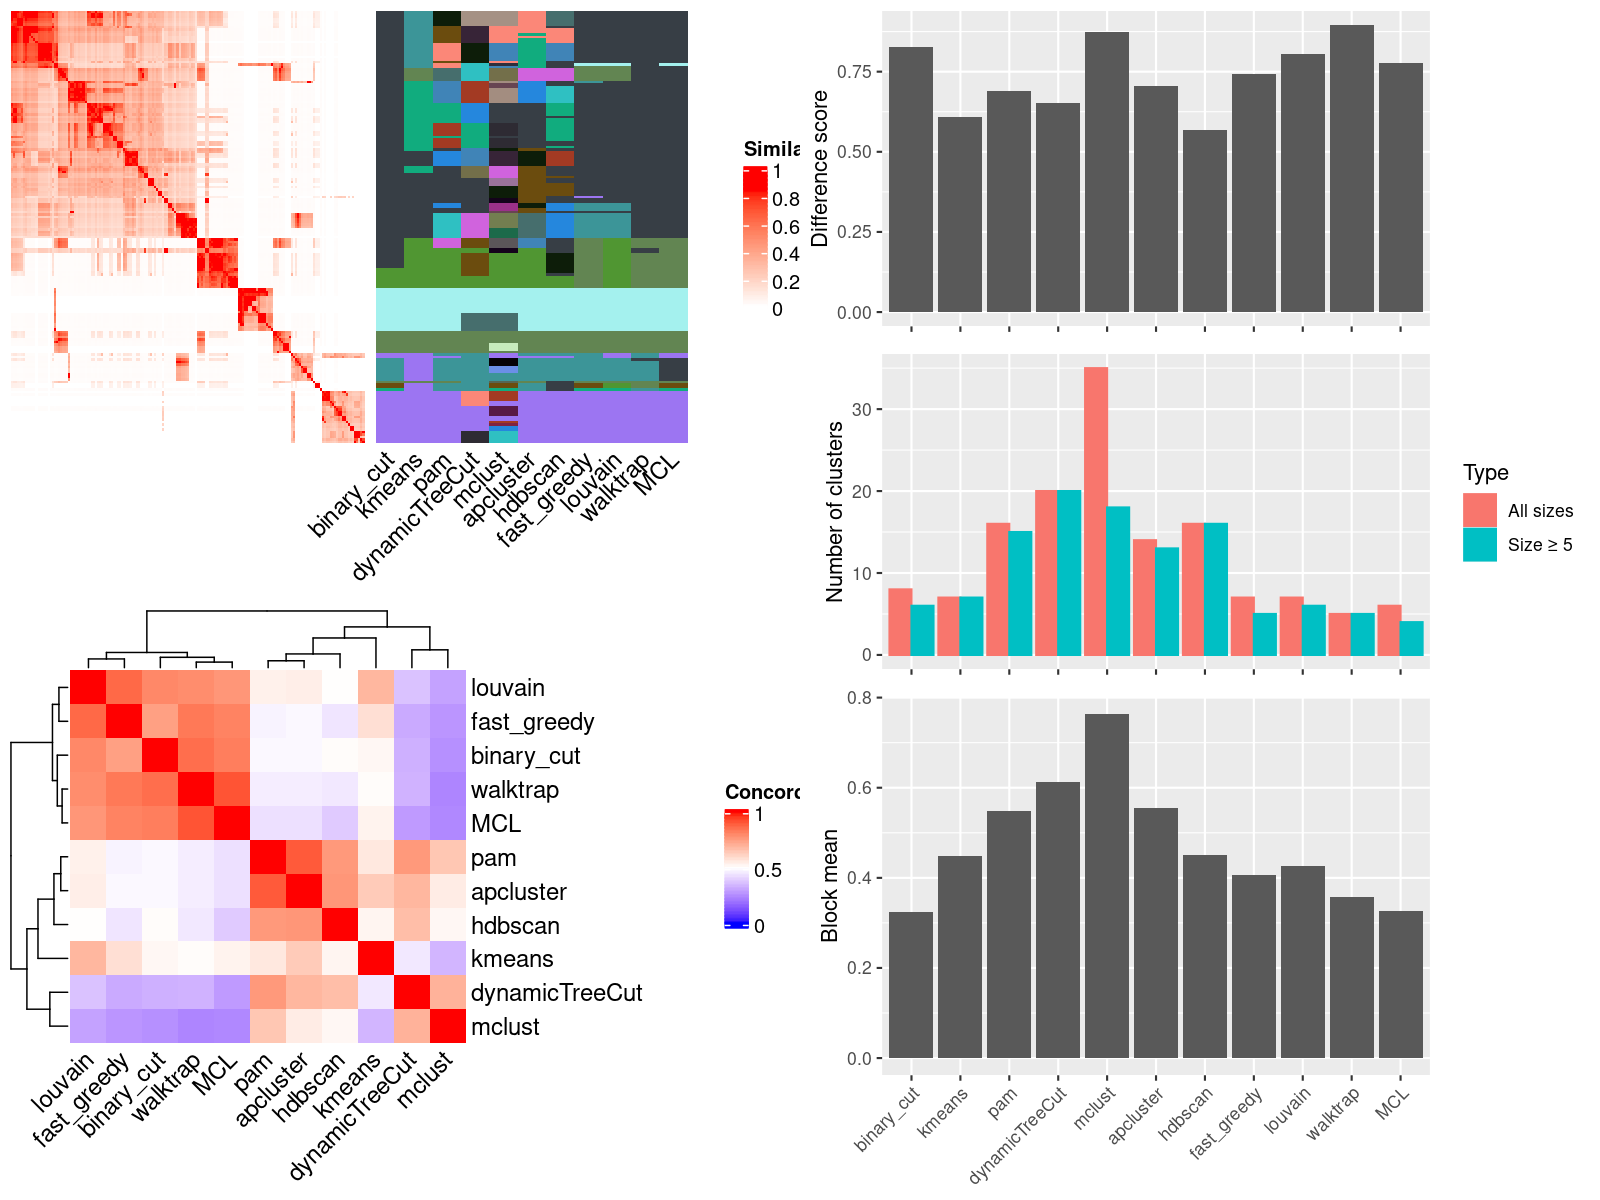 Simila
1
0.8
0.6
0.4
0.2
0
binary_cut
kmeans
pam
dynamicTreeCut
mclust
apcluster
hdbscan
fast_greedy
louvain
walktrap
MCL
louvain
fast_greedy
binary_cut
walktrap
MCL
pam
apcluster
hdbscan
kmeans
dynamicTreeCut
mclust
louvain
fast_greedy
binary_cut
walktrap
MCL
pam
apcluster
hdbscan
kmeans
dynamicTreeCut
mclust
Concord
1
0.5
0
Difference score
0.75
0.50
0.25
0.00
Number of clusters
30
20
10
0
Type
All sizes
Size ≥ 5
Block mean
0.8
0.6
0.4
0.2
0.0
binary_cut
kmeans
pam
dynamicTreeCut
mclust
apcluster
hdbscan
fast_greedy
louvain
walktrap
MCL